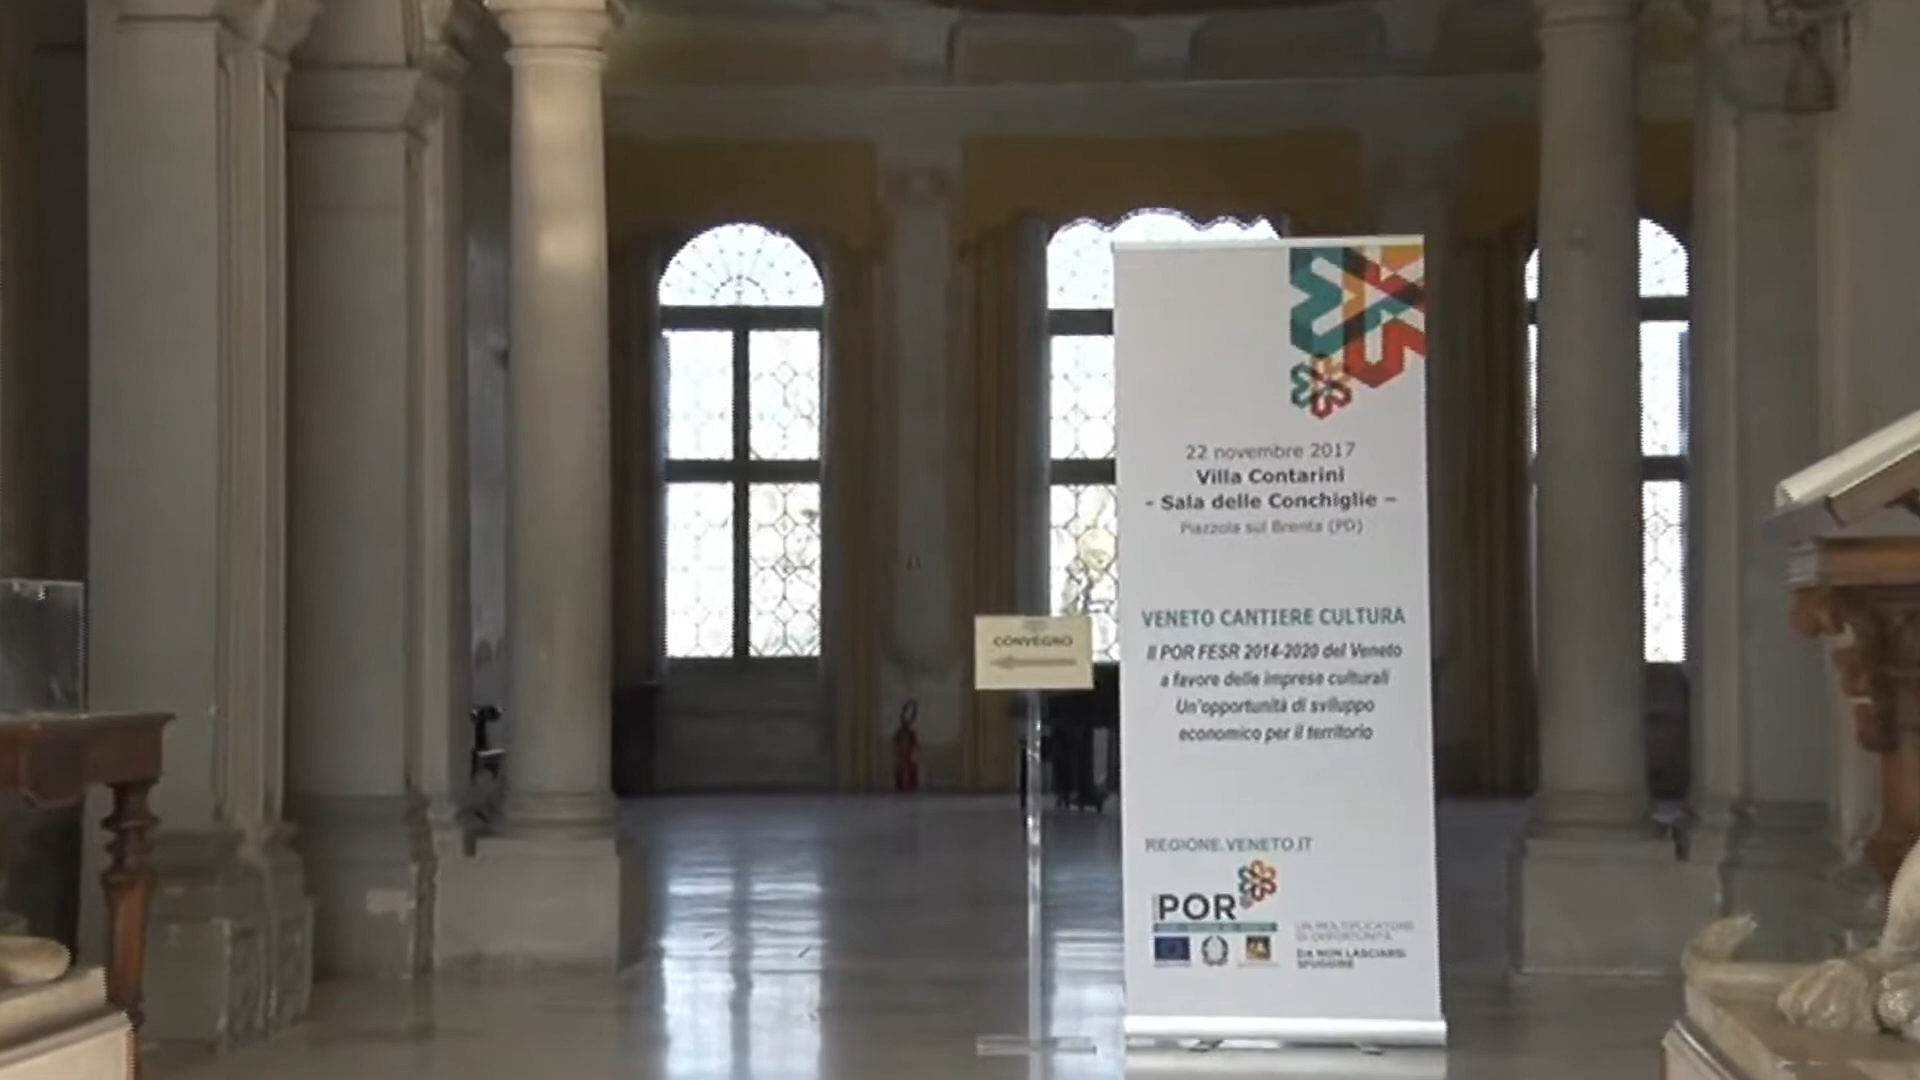 22 novembre 2017
Villa Contarini
- Sala delle Conchiglie -
Piazzola sul Brenta (PD)
CONVEGNO
VENETO CANTIERE CULTURA
Il POR FESR 2014-2020 del Veneto
a favore delle imprese culturali
Un'opportunità di sviluppo
economico per il territorio
REGIONE.VENETO.IT
POR
UN MOLTIPLICATORE
DI OPPORTUNITÀ
DA NON LASCIARSI
SFUGGIRE